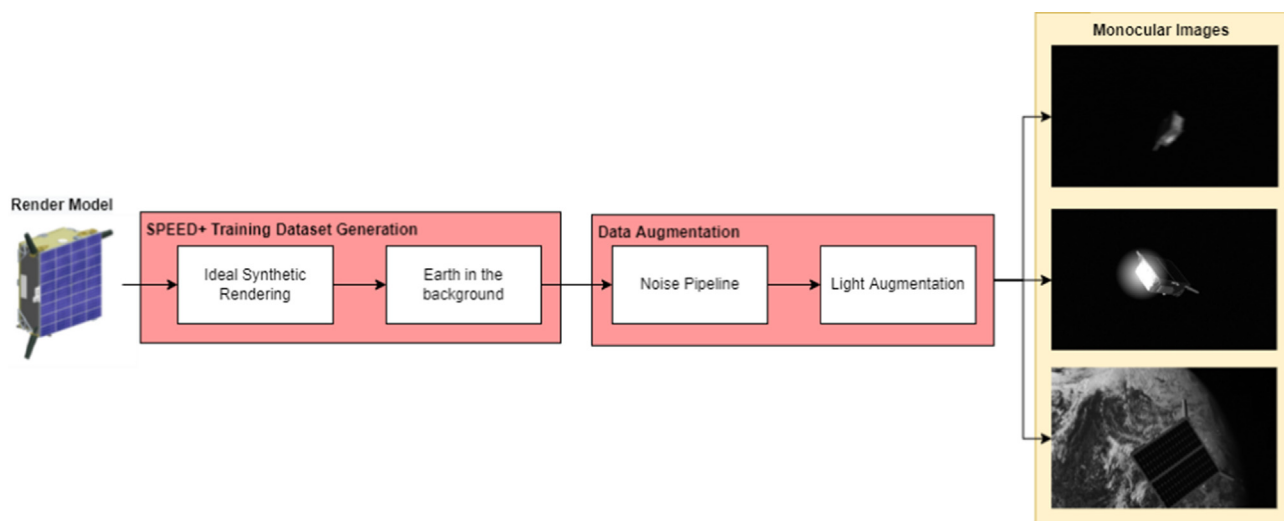 Monocular Images
Render Model
SPEED+ Training Dataset Generation
Ideal Synthetic
Rendering
Earth in the
background
Data Augmentation
Noise Pipeline
Light Augmentation